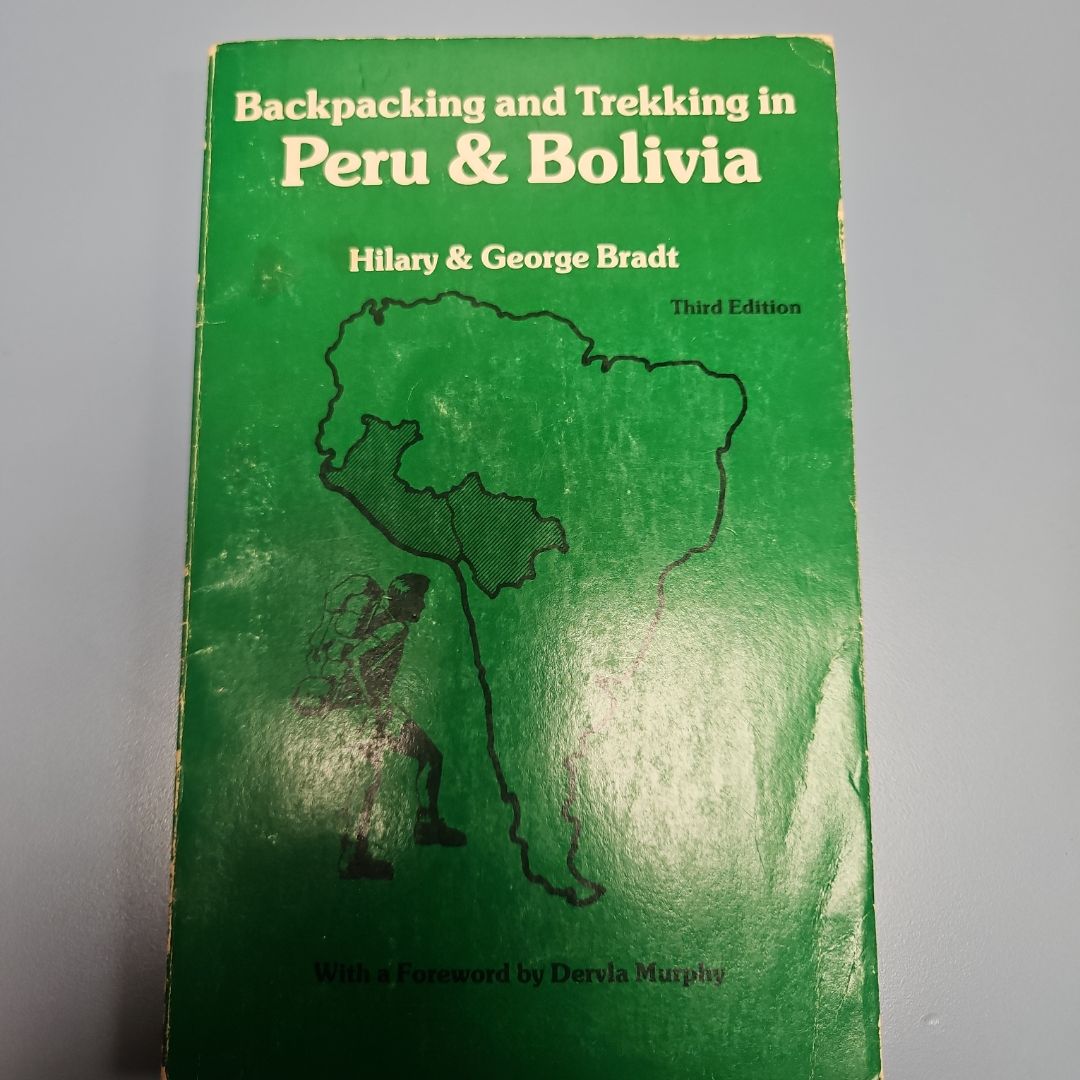 Backpacking and Trekking in
Peru & Bolivia
Hilary & George Bradt
Third Edition
With a Foreword by Dervla Murphy